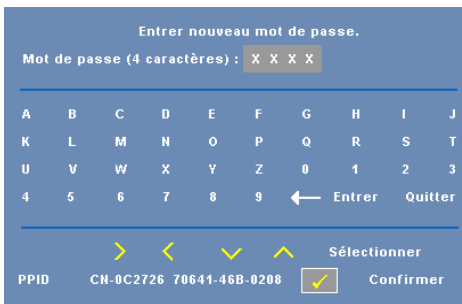 Entrer nouveau mot de passe.
Mot de passe (4 caractères) : X X X X
A B C D E F G H I J
K L M N O P Q R S T
U V W X Y Z 0 1 2 3
4 5 6 7 8 9 ← Entrer Quitter
Sélectionner
PPID CN-0C2726 70641-46B-0208 ✓ Confirmer